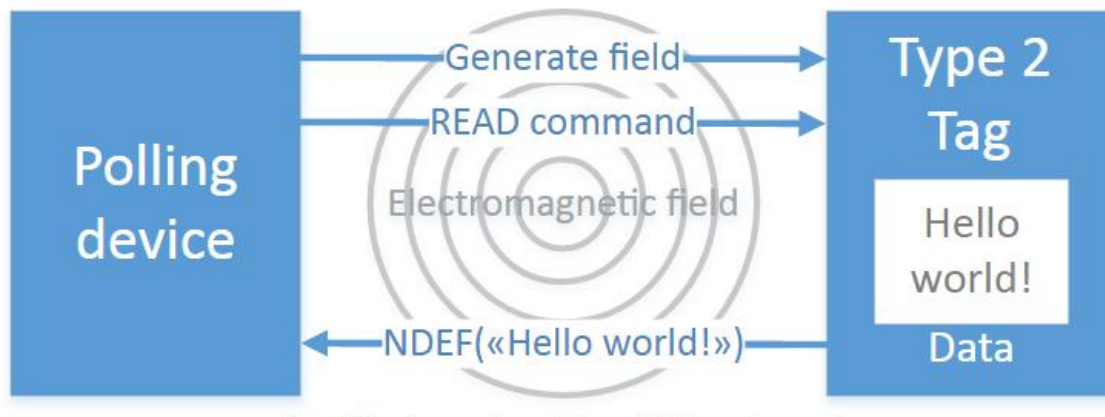 Polling
device
Generate field
READ command
Electromagnetic field
NDEF(«Hello world!»)
Type 2
Tag
Hello
world!
Data